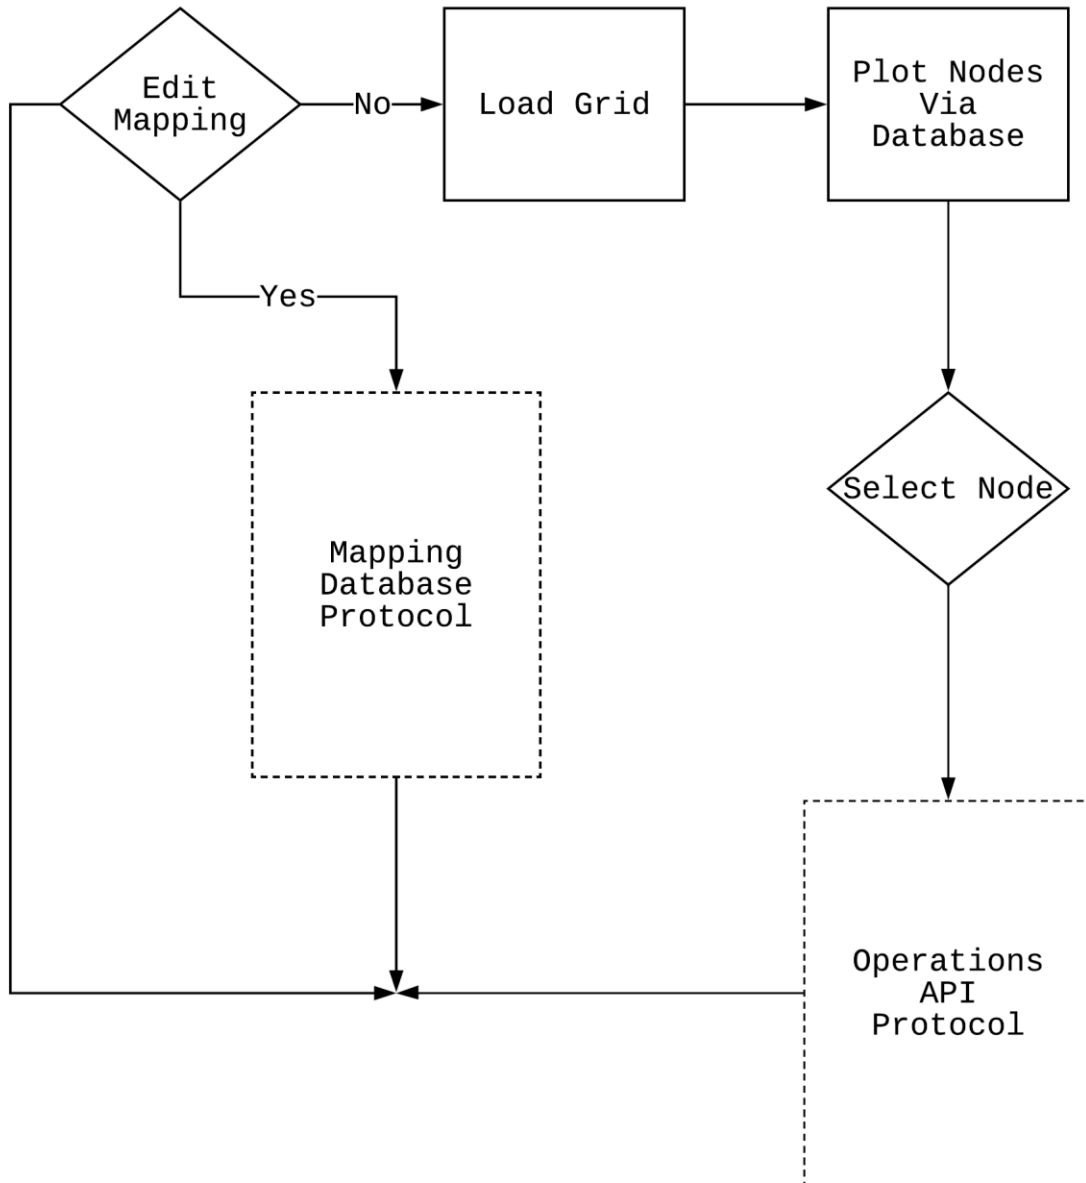 Edit
Mapping
No
Load Grid
Plot Nodes
Via
Database
Yes
Select Node
Mapping
Database
Protocol
Operations
API
Protocol